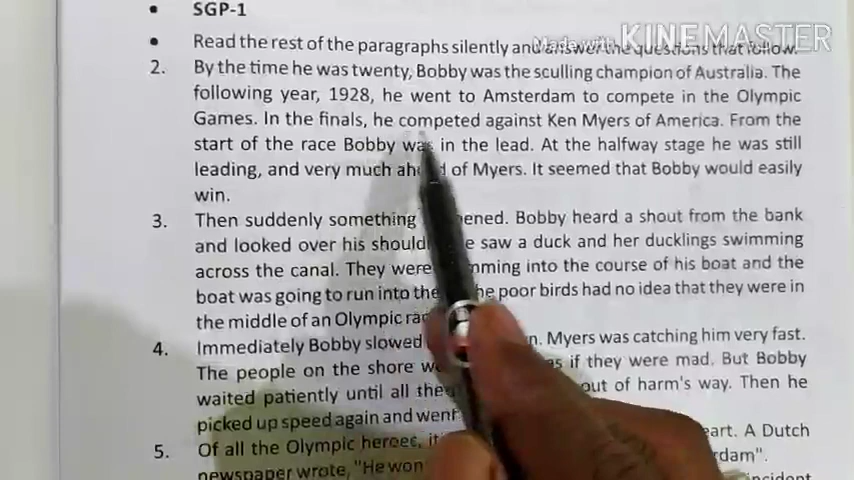 SGP-1
Made with KINEMASTER
Read the rest of the paragraphs silently and answer the questions that follow.
2. By the time he was twenty, Bobby was the sculling champion of Australia. The
following year, 1928, he went to Amsterdam to compete in the Olympic
Games. In the finals, he competed against Ken Myers of America. From the
start of the race Bobby was in the lead. At the halfway stage he was still
leading, and very much ahead of Myers. It seemed that Bobby would easily
win.
3. Then suddenly something happened. Bobby heard a shout from the bank
and looked over his shoulder. He saw a duck and her ducklings swimming
across the canal. They were swimming into the course of his boat and the
boat was going to run into the poor birds had no idea that they were in
the middle of an Olympic race
4. Immediately Bobby slowed Myers was catching him very fast.
The people on the shore as if they were mad. But Bobby
waited patiently until all out of harm's way. Then he
picked up speed again and went
5. Of all the Olympic heroes, A Dutch
newspaper wrote, "He won
incident